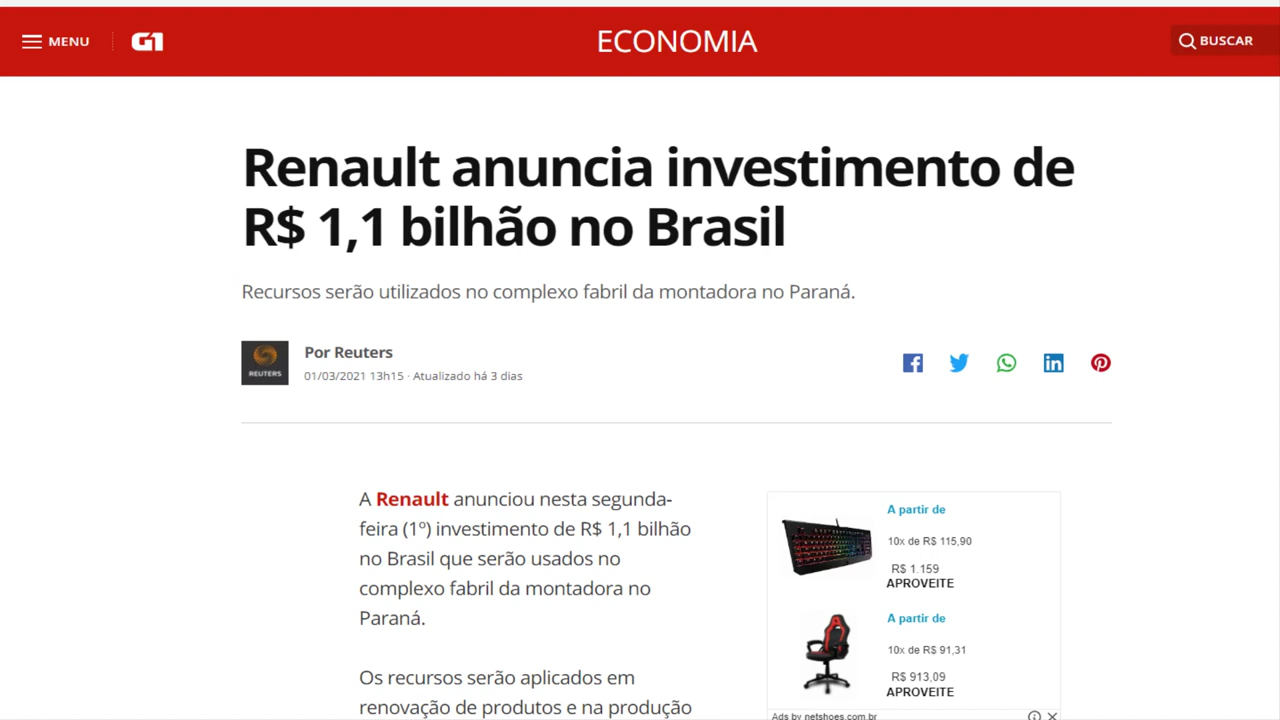 MENU
G1
ECONOMIA
BUSCAR
Renault anuncia investimento de
R$ 1,1 bilhão no Brasil
Recursos serão utilizados no complexo fabril da montadora no Paraná.
REUTERS
Por Reuters
01/03/2021 13h15 · Atualizado há 3 dias
A Renault anunciou nesta segunda-
feira (1º) investimento de R$ 1,1 bilhão
no Brasil que serão usados no
complexo fabril da montadora no
Paraná.
Os recursos serão aplicados em
renovação de produtos e na produção
A partir de
10x de R$ 115,90
R$ 1.159
APROVEITE
A partir de
10x de R$ 91,31
R$ 913,09
APROVEITE
Ads by netshoes.com.br